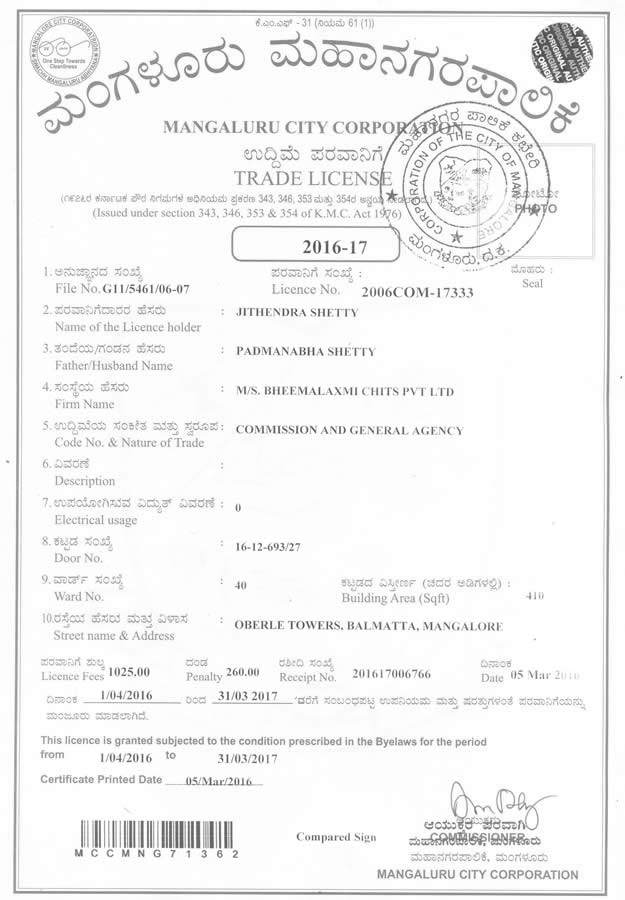 ಕೆ.ಎಂ.ಎಫ್ - 31 (ನಿಯಮ 61 (1))
MANGALORE CITY CORPORATION
One Step Towards
Cleanliness
SWACHH MANGALURU ABHIYANA
ORIGINAL
ಮಂಗಳೂರು ಮಹಾನಗರಪಾಲಿಕೆ
MANGALURU CITY CORPORATION
ಉದ್ದಿಮೆ ಪರವಾನಿಗೆ
TRADE LICENSE
(೧೯೭೬ರ ಕರ್ನಾಟಕ ಪೌರ ನಿಗಮಗಳ ಅಧಿನಿಯಮ ಪ್ರಕರಣ 343, 346, 353 ಮತ್ತು 354ರ ಅನ್ವಯ ನೀಡಲಾಗಿದೆ)
(Issued under section 343, 346, 353 & 354 of K.M.C. Act 1976)
ಮಹಾನಗರ ಪಾಲಿಕೆ ಕಛೇರಿ
CORPORATION OF THE CITY OF MANGALORE
ಮಂಗಳೂರು, ದ.ಕ.
ಫೋಟೋ
PHOTO
2016-17
1. ಅನುಜ್ಞಾನದ ಸಂಖ್ಯೆ ಪರವಾನಿಗೆ ಸಂಖ್ಯೆ : ಮೊಹರು :
File No. G11/5461/06-07 Licence No. 2006COM-17333 Seal
2. ಪರವಾನಿಗೆದಾರರ ಹೆಸರು : JITHENDRA SHETTY
Name of the Licence holder
3. ತಂದೆಯ/ಗಂಡನ ಹೆಸರು : PADMANABHA SHETTY
Father/Husband Name
4. ಸಂಸ್ಥೆಯ ಹೆಸರು : M/S. BHEEMALAXMI CHITS PVT LTD
Firm Name
5. ಉದ್ದಿಮೆಯ ಸಂಕೇತ ಮತ್ತು ಸ್ವರೂಪ : COMMISSION AND GENERAL AGENCY
Code No. & Nature of Trade
6. ವಿವರಣೆ :
Description
7. ಉಪಯೋಗಿಸುವ ವಿದ್ಯುತ್ ವಿವರಣೆ : 0
Electrical usage
8. ಕಟ್ಟಡ ಸಂಖ್ಯೆ : 16-12-693/27
Door No.
9. ವಾರ್ಡ್ ಸಂಖ್ಯೆ : 40 ಕಟ್ಟಡದ ವಿಸ್ತೀರ್ಣ (ಚದರ ಅಡಿಗಳಲ್ಲಿ) :
Ward No. Building Area (Sqft) 410
10. ರಸ್ತೆಯ ಹೆಸರು ಮತ್ತು ವಿಳಾಸ : OBERLE TOWERS, BALMATTA, MANGALORE
Street name & Address
ಪರವಾನಿಗೆ ಶುಲ್ಕ ದಂಡ ರಶೀದಿ ಸಂಖ್ಯೆ ದಿನಾಂಕ
Licence Fees 1025.00 Penalty 260.00 Receipt No. 201617006766 Date 05 Mar
ದಿನಾಂಕ 1/04/2016 ರಿಂದ 31/03 2017 'ವರೆಗೆ ಸಂಬಂಧಪಟ್ಟ ಉಪನಿಯಮ ಮತ್ತು ಷರತ್ತುಗಳಂತೆ ಪರವಾನಿಗೆಯನ್ನು
ಮಂಜೂರು ಮಾಡಲಾಗಿದೆ.
This licence is granted subjected to the condition prescribed in the Byelaws for the period
from 1/04/2016 to 31/03/2017
Certificate Printed Date 05/Mar/2016
MCCMNG71362
Compared Sign
ಆಯುಕ್ತರು
ಆಯುಕ್ತರ ಪರವಾಗಿ
COMMISSIONER
ಮಹಾನಗರಪಾಲಿಕೆ, ಮಂಗಳೂರು
ಮಹಾನಗರಪಾಲಿಕೆ, ಮಂಗಳೂರು
MANGALURU CITY CORPORATION